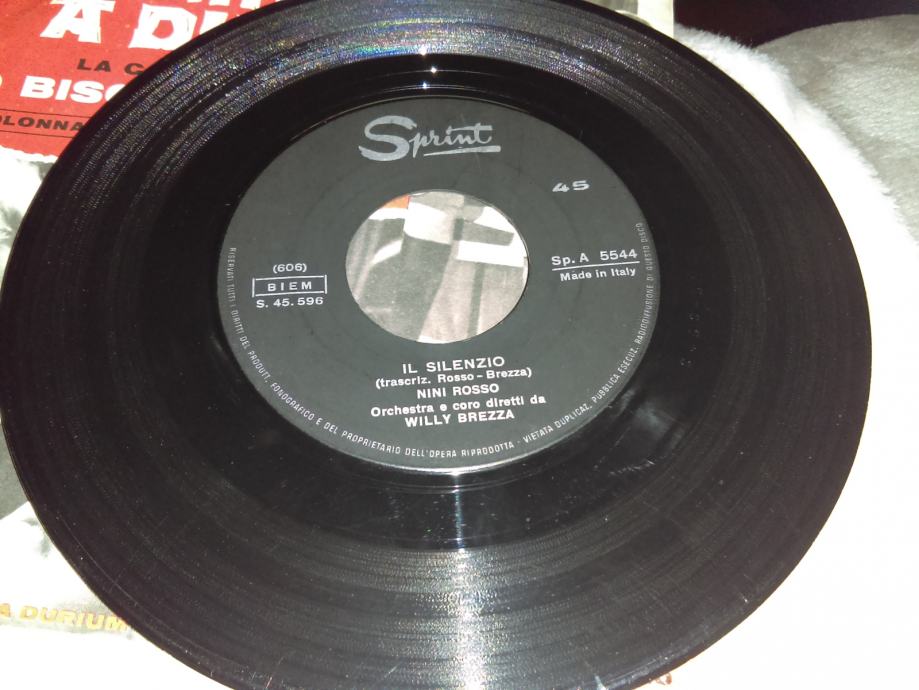 A
LA
BISC
OLONNA
Sprint
45
(606)
BIEM
S. 45.596
Sp. A 5544
Made in Italy
IL SILENZIO
(trascriz. Rosso - Brezza)
NINI ROSSO
Orchestra e coro diretti da
WILLY BREZZA
RISERVATI TUTTI I DIRITTI DEL PRODUTT. FONOGRAFICO E DEL PROPRIETARIO DELL'OPERA RIPRODOTTA - VIETATA DUPLICAZ. PUBBLICA ESECUZ. RADIODIFFUSIONE DI QUESTO DISCO
A DURIUM